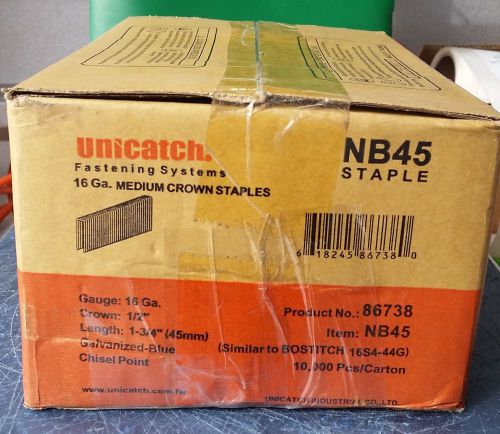 unicatch.
Fastening Systems
16 Ga. MEDIUM CROWN STAPLES
NB45
STAPLE
6 18245 86738 0
Gauge: 16 Ga.
Crown: 1/2"
Length: 1-3/4" (45mm)
Galvanized-Blue
Chisel Point
Product No.: 86738
Item: NB45
(Similar to BOSTITCH 16S4-44G)
10,000 Pcs/Carton
www.unicatch.com.tw
UNICATCH INDUSTRIAL CO., LTD.